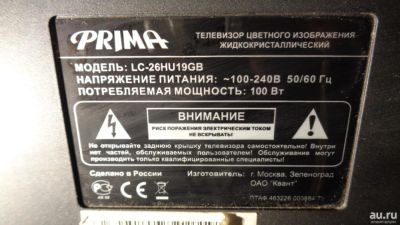 PRIMA
ТЕЛЕВИЗОР ЦВЕТНОГО ИЗОБРАЖЕНИЯ
ЖИДКОКРИСТАЛЛИЧЕСКИЙ
МОДЕЛЬ: LC-26HU19GB
НАПРЯЖЕНИЕ ПИТАНИЯ: ~100-240В 50/60 Гц
ПОТРЕБЛЯЕМАЯ МОЩНОСТЬ: 100 Вт
ВНИМАНИЕ
РИСК ЭЛЕКТРИЧЕСКИМ ТОКОМ
НЕ ВСКРЫВАТЬ!
Не открывайте заднюю крышку телевизора самостоятельно! Внутри
нет частей, обслуживаемых пользователем. Обслуживание могут
производить только квалифицированные специалисты!
Сделано в России
Изготовитель: г. Москва, Зеленоград
ОАО "Квант"
ПТАФ 463226
au.ru